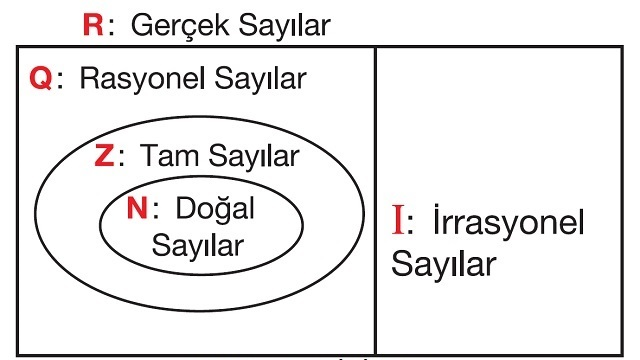 R: Gerçek Sayılar
Q: Rasyonel Sayılar
Z: Tam Sayılar
N: Doğal
Sayılar
I: İrrasyonel
Sayılar